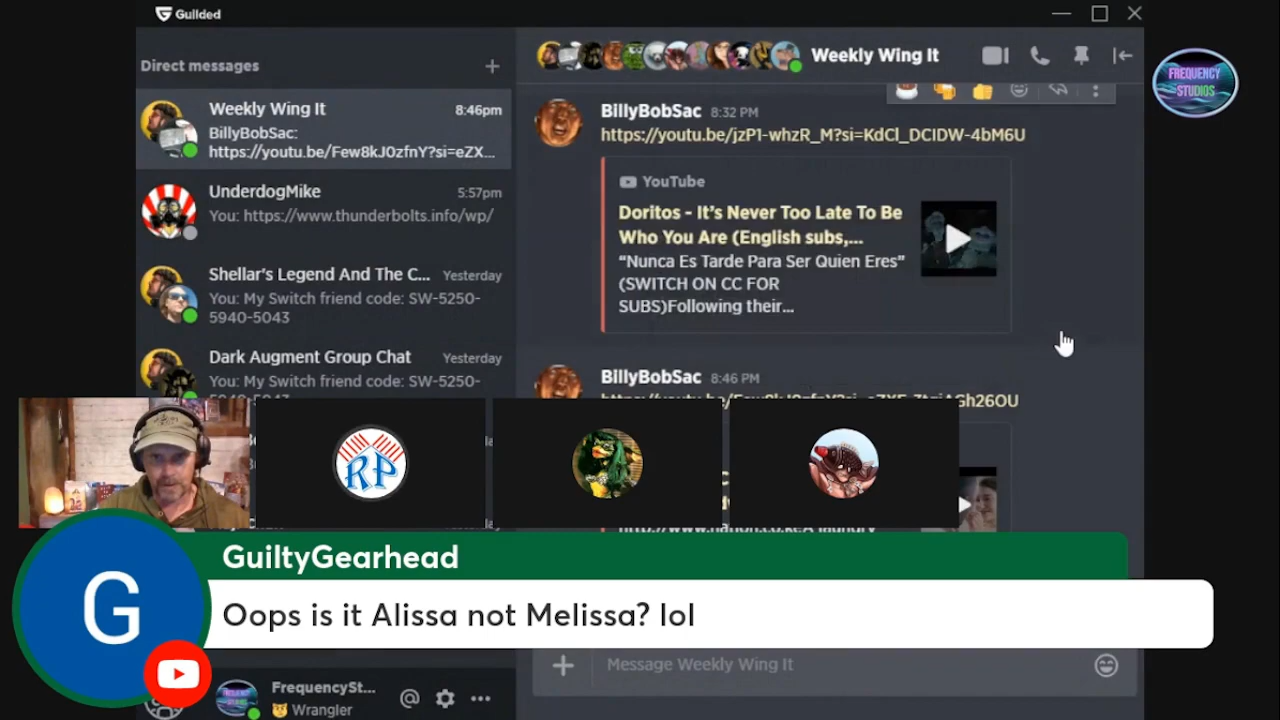 Guilded
Direct messages
Weekly Wing It
8:46pm
BillyBobSac:
https://youtu.be/Few8kJ0zfnY?si=eZX...
UnderdogMike
5:57pm
You: https://www.thunderbolts.info/wp/
Shellar's Legend And The C...
Yesterday
You: My Switch friend code: SW-5250-
5940-5043
Dark Augment Group Chat
Yesterday
You: My Switch friend code: SW-5250-
Weekly Wing It
BillyBobSac 8:32 PM
https://youtu.be/jzP1-whzR_M?si=KdCl_DCIDW-4bM6U
YouTube
Doritos - It's Never Too Late To Be
Who You Are (English subs,...
"Nunca Es Tarde Para Ser Quien Eres"
(SWITCH ON CC FOR
SUBS)Following their...
BillyBobSac 8:46 PM
FREQUENCY
STUDIOS
RP
G
GuiltyGearhead
Oops is it Alissa not Melissa? lol
Message Weekly Wing It
FrequencySt...
Wrangler